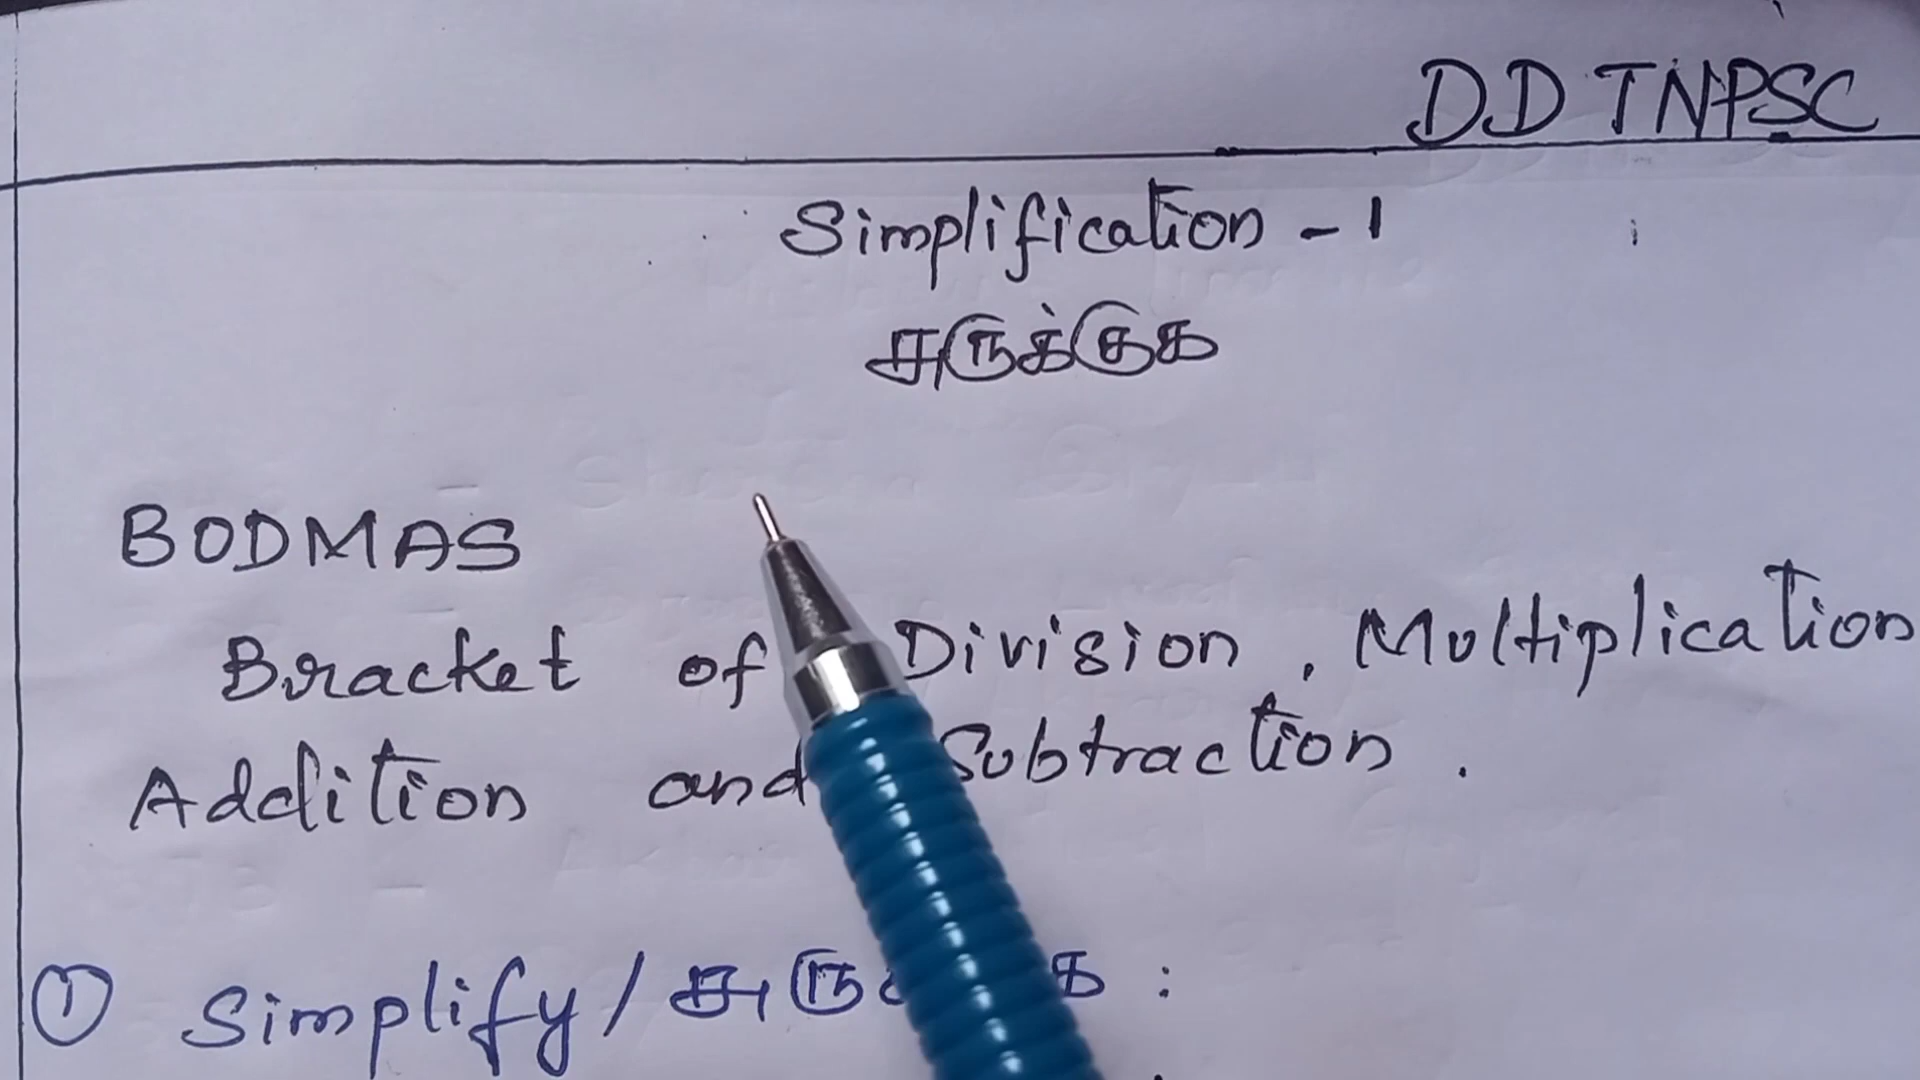 DD TNPSC
Simplification - 1
சுருக்குக
BODMAS
Bracket of Division, Multiplication
Addition and Subtraction.
① Simplify /